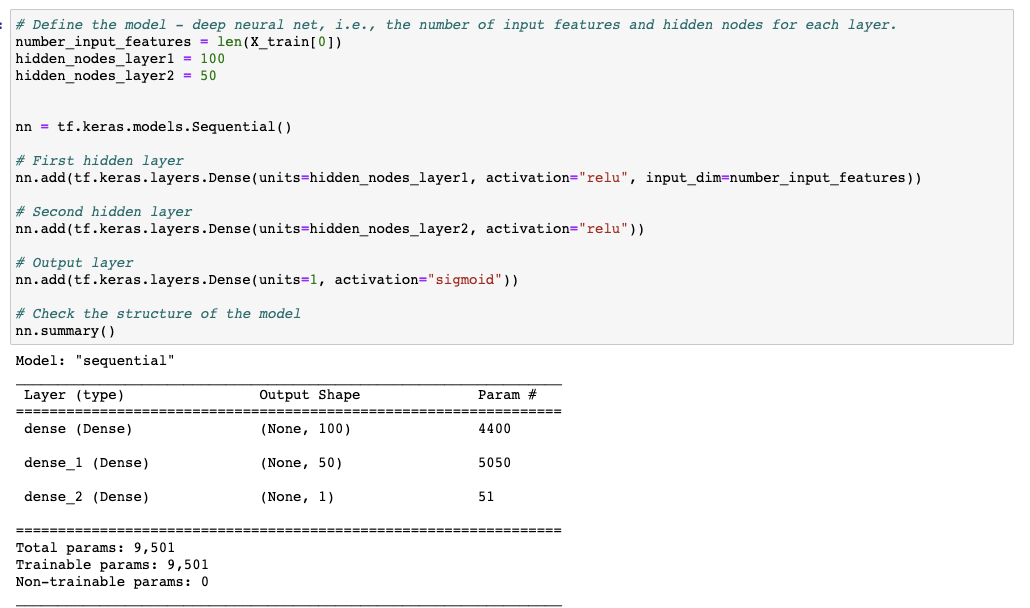 # Define the model - deep neural net, i.e., the number of input features and hidden nodes for each layer.
number_input_features = len(X_train[0])
hidden_nodes_layer1 = 100
hidden_nodes_layer2 = 50
nn = tf.keras.models.Sequential()
# First hidden layer
nn.add(tf.keras.layers.Dense(units=hidden_nodes_layer1, activation="relu", input_dim=number_input_features))
# Second hidden layer
nn.add(tf.keras.layers.Dense(units=hidden_nodes_layer2, activation="relu"))
# Output layer
nn.add(tf.keras.layers.Dense(units=1, activation="sigmoid"))
# Check the structure of the model
nn.summary()
Model: "sequential"
Layer (type) Output Shape Param #
dense (Dense) (None, 100) 4400
dense_1 (Dense) (None, 50) 5050
dense_2 (Dense) (None, 1) 51
Total params: 9,501
Trainable params: 9,501
Non-trainable params: 0